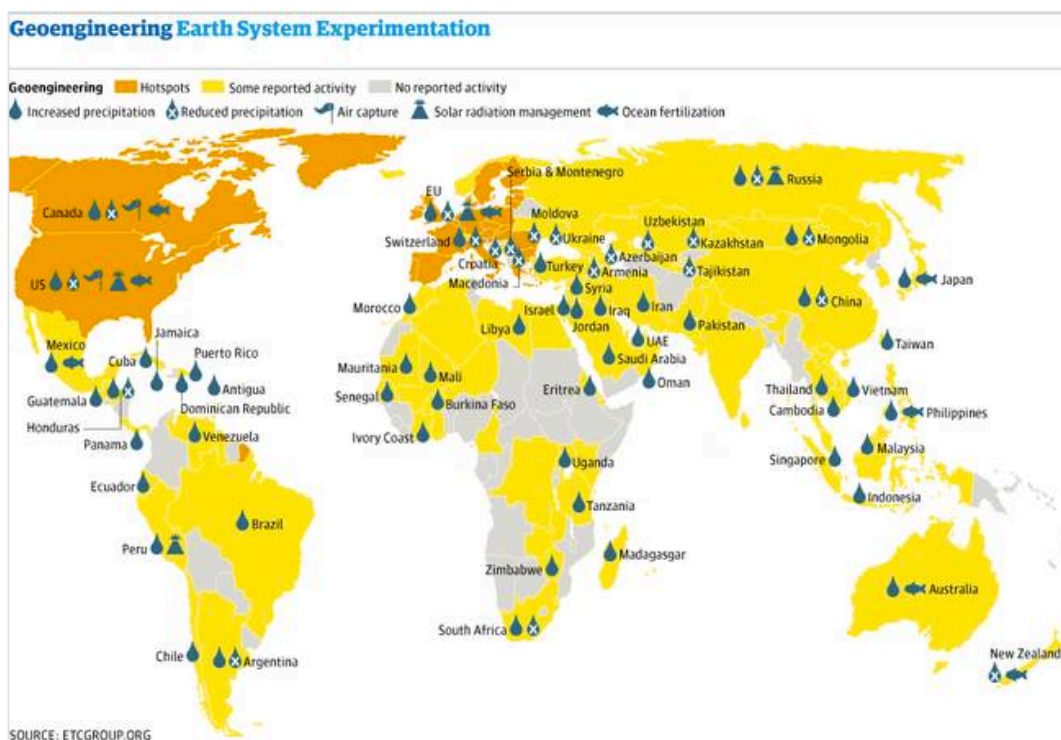 Geoengineering Earth System Experimentation
Geoengineering Hotspots Some reported activity No reported activity
Increased precipitation Reduced precipitation Air capture Solar radiation management Ocean fertilization
Serbia & Montenegro
Russia
EU
Canada
Moldova
Uzbekistan
Switzerland
Ukraine
Kazakhstan
Mongolia
Croatia
Azerbaijan
Macedonia
Turkey
Armenia
Tajikistan
US
Syria
Japan
China
Morocco
Israel
Iraq
Iran
Jordan
Pakistan
Libya
Jamaica
Mexico
Cuba
Puerto Rico
UAE
Taiwan
Saudi Arabia
Mauritania
Mali
Oman
Antigua
Eritrea
Thailand
Vietnam
Guatemala
Senegal
Burkina Faso
Dominican Republic
Cambodia
Philippines
Honduras
Panama
Venezuela
Ivory Coast
Malaysia
Singapore
Uganda
Ecuador
Indonesia
Tanzania
Brazil
Peru
Madagasgar
Zimbabwe
Australia
South Africa
Chile
Argentina
New Zealand
SOURCE: ETCGROUP.ORG